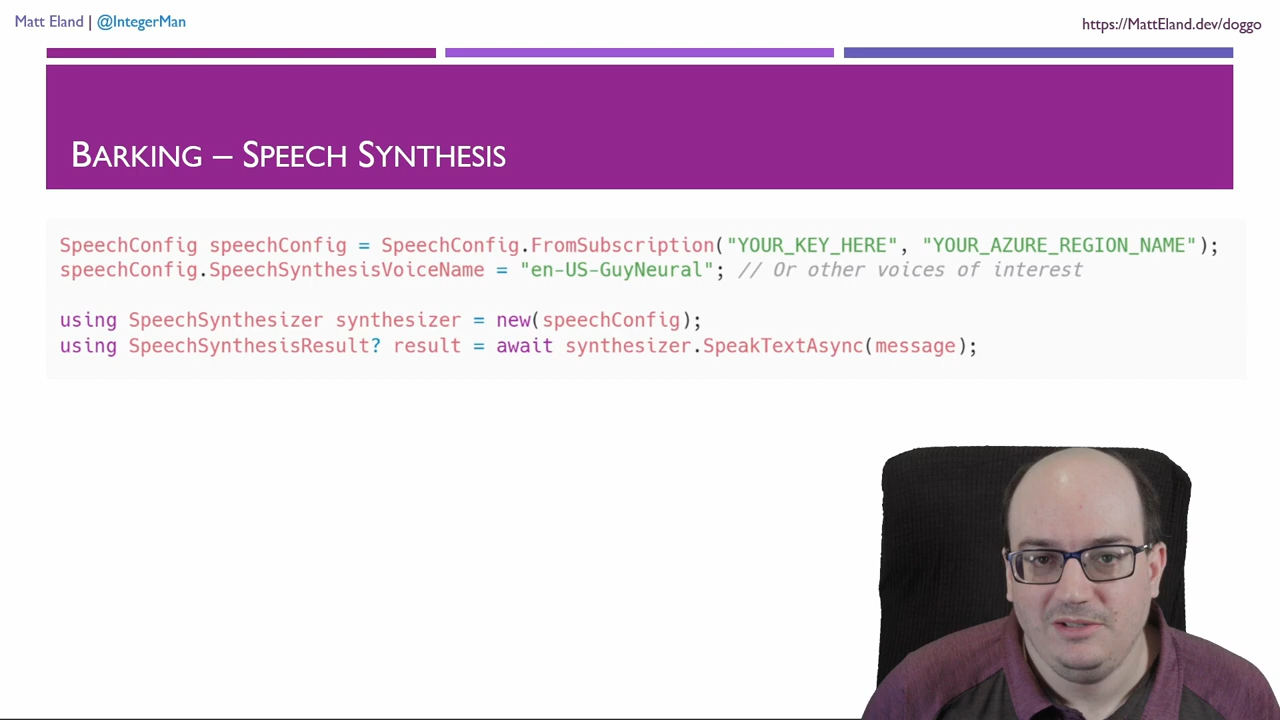 Matt Eland | @IntegerMan
https://MattEland.dev/doggo
Barking – Speech Synthesis
SpeechConfig speechConfig = SpeechConfig.FromSubscription("YOUR_KEY_HERE", "YOUR_AZURE_REGION_NAME");
speechConfig.SpeechSynthesisVoiceName = "en-US-GuyNeural"; // Or other voices of interest
using SpeechSynthesizer synthesizer = new(speechConfig);
using SpeechSynthesisResult? result = await synthesizer.SpeakTextAsync(message);